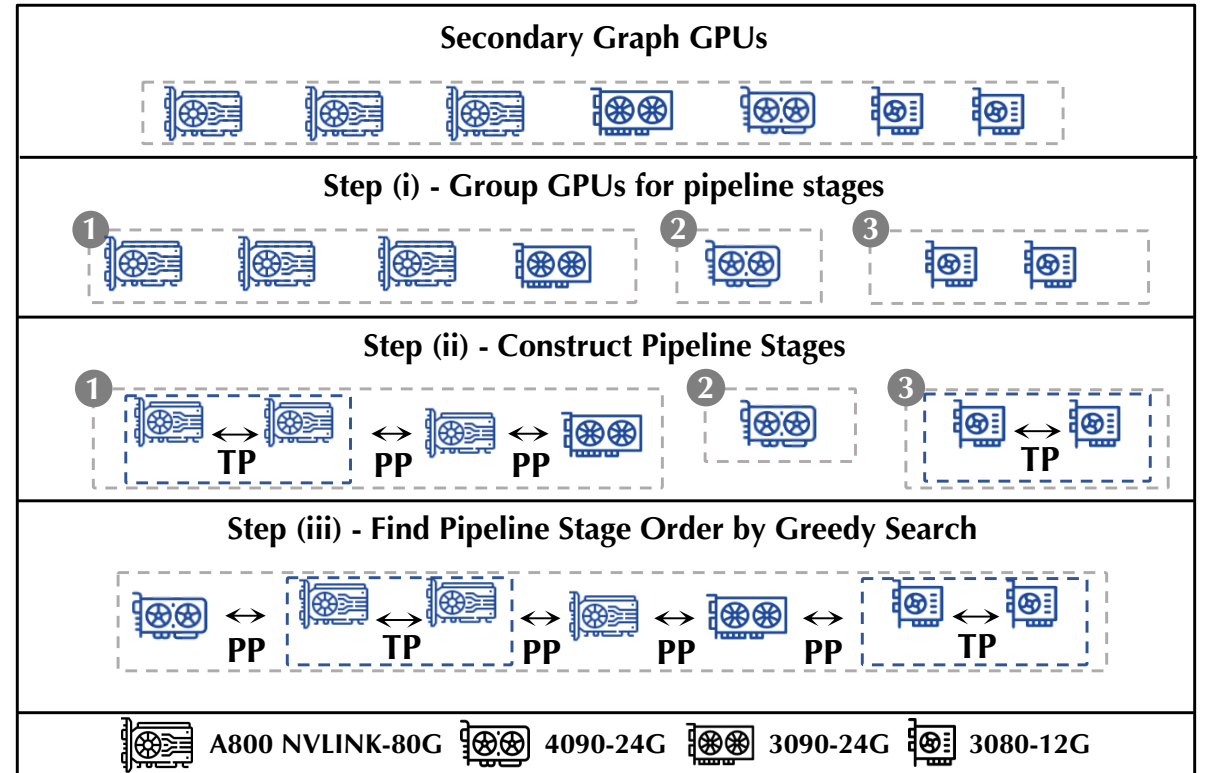 Secondary Graph GPUs
Step (i) - Group GPUs for pipeline stages
1 2 3
Step (ii) - Construct Pipeline Stages
1 2 3
TP PP PP TP
Step (iii) - Find Pipeline Stage Order by Greedy Search
PP TP PP PP PP TP
A800 NVLINK-80G 4090-24G 3090-24G 3080-12G